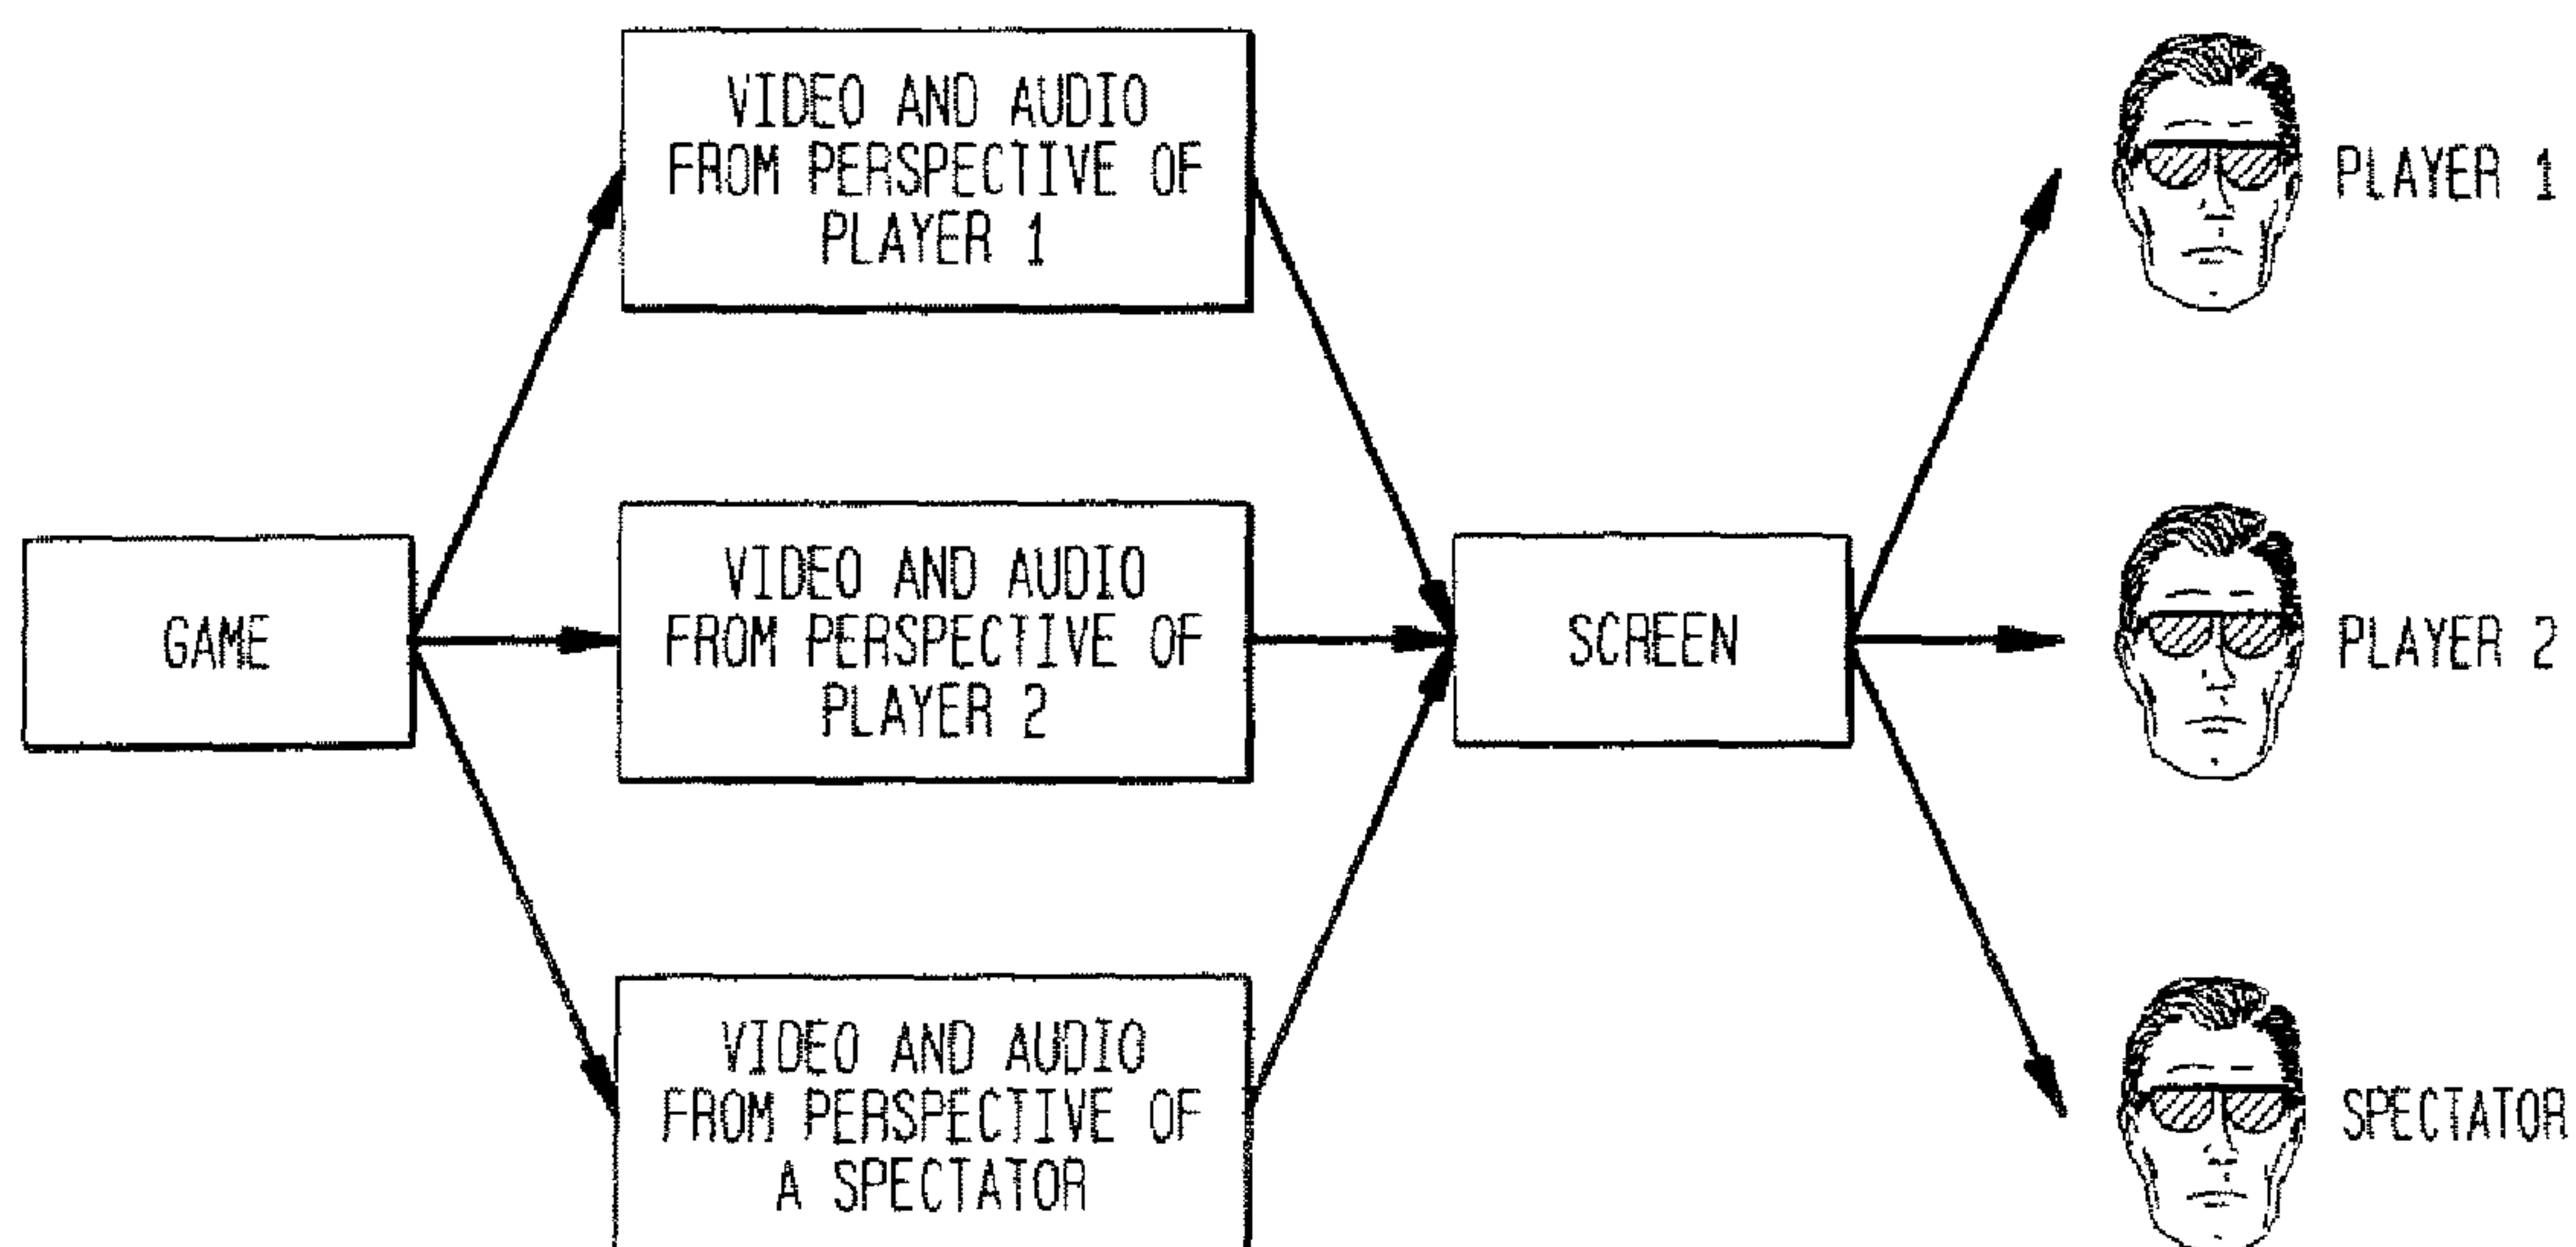 VIDEO AND AUDIO
FROM PERSPECTIVE OF
PLAYER 1
PLAYER 1
GAME
VIDEO AND AUDIO
FROM PERSPECTIVE OF
PLAYER 2
SCREEN
PLAYER 2
VIDEO AND AUDIO
FROM PERSPECTIVE OF
A SPECTATOR
SPECTATOR